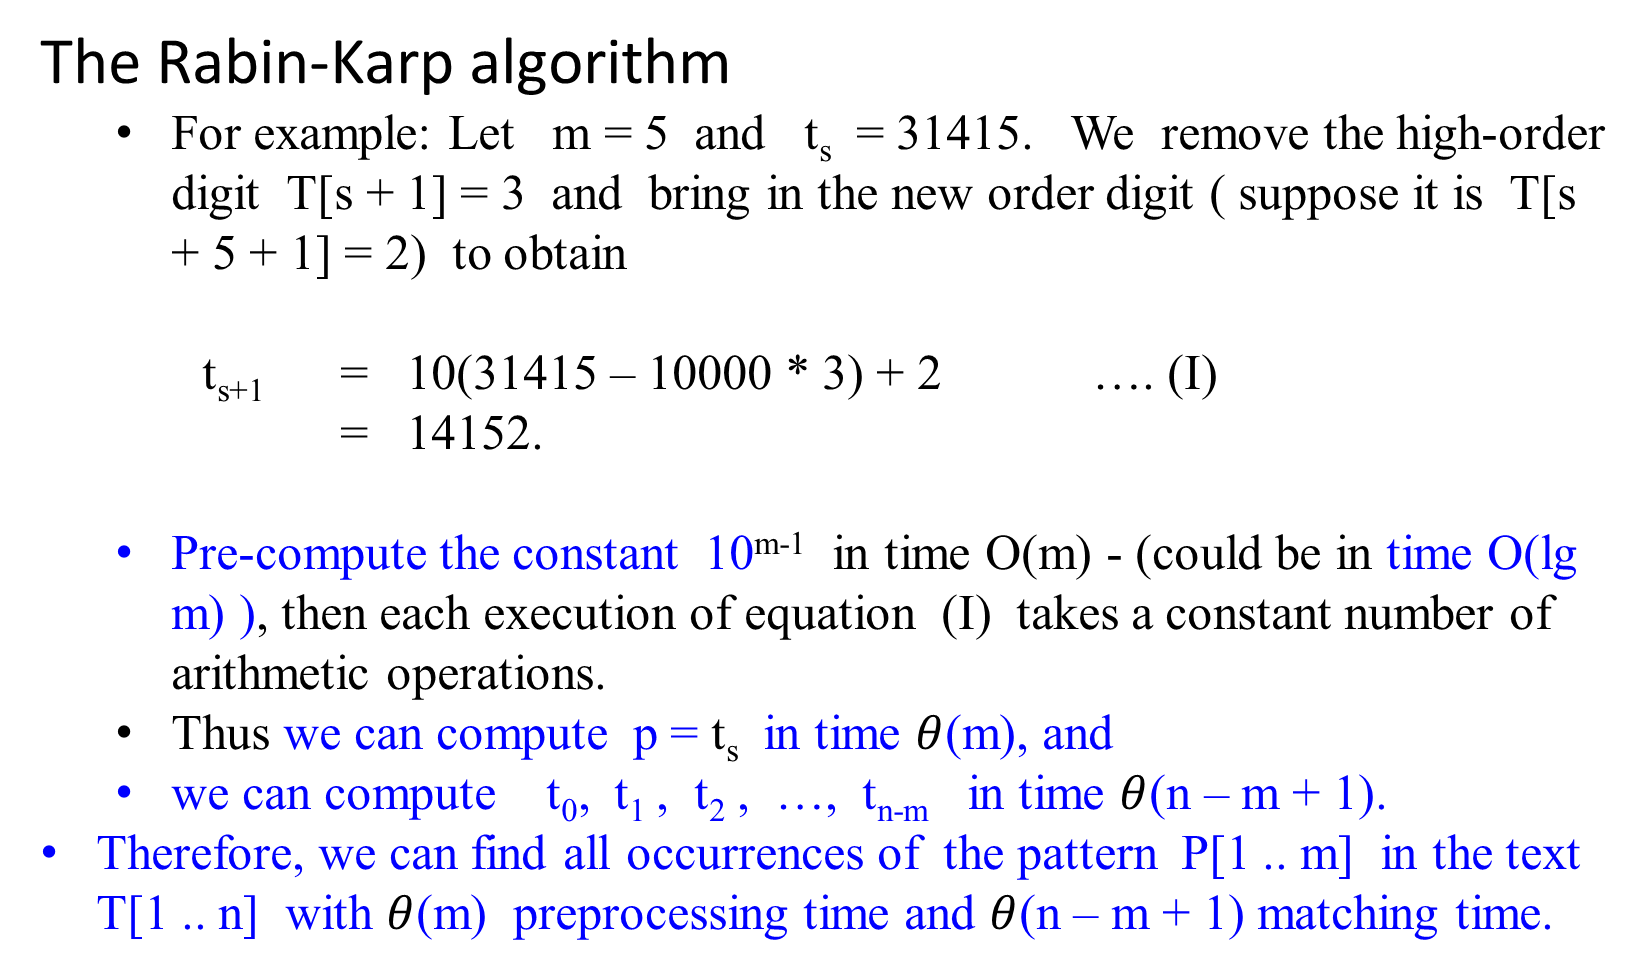 The Rabin-Karp algorithm
• For example: Let m = 5 and tₛ = 31415. We remove the high-order
digit T[s + 1] = 3 and bring in the new order digit ( suppose it is T[s
+ 5 + 1] = 2) to obtain
tₛ₊₁ = 10(31415 – 10000 * 3) + 2 …. (I)
= 14152.
• Pre-compute the constant 10ᵐ⁻¹ in time O(m) - (could be in time O(lg
m) ), then each execution of equation (I) takes a constant number of
arithmetic operations.
• Thus we can compute p = tₛ in time θ(m), and
• we can compute t₀, t₁ , t₂ , …, tₙ₋ₘ in time θ(n – m + 1).
• Therefore, we can find all occurrences of the pattern P[1 .. m] in the text
T[1 .. n] with θ(m) preprocessing time and θ(n – m + 1) matching time.